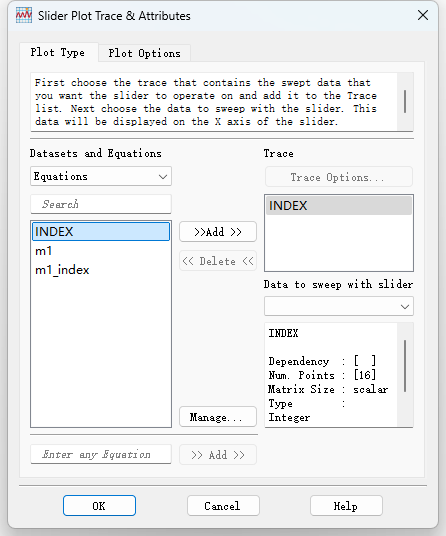 Slider Plot Trace & Attributes
Plot Type
Plot Options
First choose the trace that contains the swept data that
you want the slider to operate on and add it to the Trace
list. Next choose the data to sweep with the slider. This
data will be displayed on the X axis of the slider.
Datasets and Equations
Equations
Search
INDEX
m1
m1_index
>>Add >>
<< Delete <<
Manage...
Enter any Equation
>> Add >>
Trace
Trace Options...
INDEX
Data to sweep with slider
INDEX
Dependency : [ ]
Num. Points : [16]
Matrix Size : scalar
Type :
Integer
OK
Cancel
Help